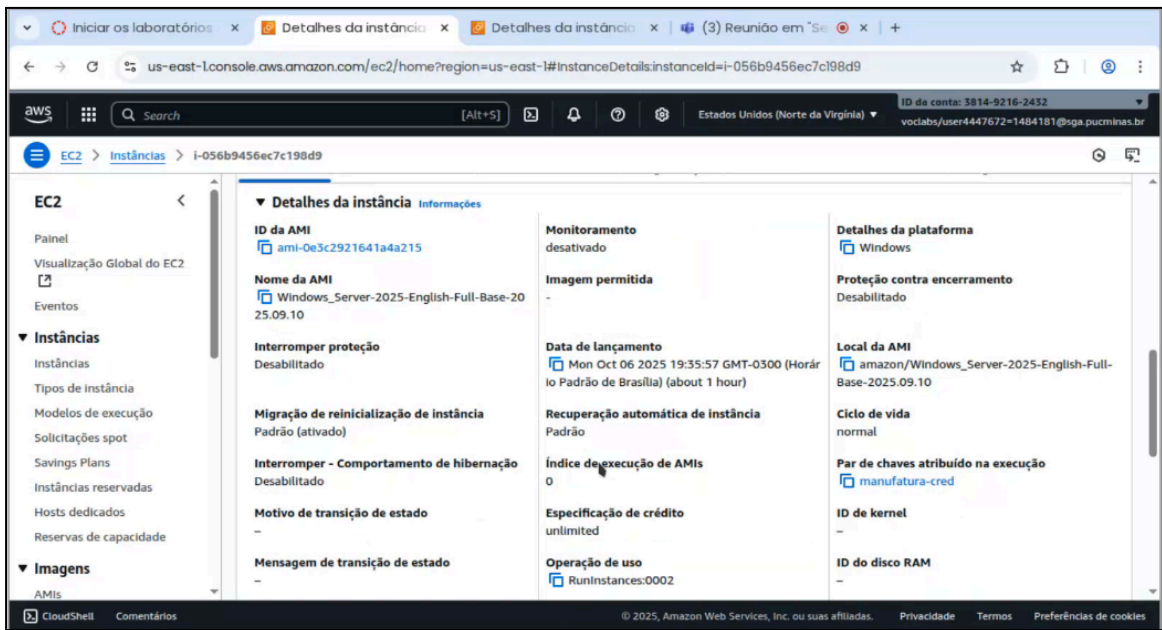 Iniciar os laboratórios
Detalhes da instância
Detalhes da instância
(3) Reunião em "Se
us-east-1.console.aws.amazon.com/ec2/home?region=us-east-1#InstanceDetails:instanceId=i-056b9456ec7c198d9
aws
Search
[Alt+S]
Estados Unidos (Norte da Virgínia)
ID da conta: 3814-9216-2432
voclabs/user4447672=1484181@sga.pucminas.br
EC2 > Instâncias > i-056b9456ec7c198d9
EC2
Painel
Visualização Global do EC2
Eventos
Instâncias
Instâncias
Tipos de instância
Modelos de execução
Solicitações spot
Savings Plans
Instâncias reservadas
Hosts dedicados
Reservas de capacidade
Imagens
AMIs
Detalhes da instância Informações
ID da AMI
ami-0e3c2921641a4a215
Monitoramento
desativado
Detalhes da plataforma
Windows
Nome da AMI
Windows_Server-2025-English-Full-Base-20
25.09.10
Imagem permitida
-
Proteção contra encerramento
Desabilitado
Interromper proteção
Desabilitado
Data de lançamento
Mon Oct 06 2025 19:35:57 GMT-0300 (Horár
io Padrão de Brasília) (about 1 hour)
Local da AMI
amazon/Windows_Server-2025-English-Full-
Base-2025.09.10
Migração de reinicialização de instância
Padrão (ativado)
Recuperação automática de instância
Padrão
Ciclo de vida
normal
Interromper - Comportamento de hibernação
Desabilitado
Índice de execução de AMIs
0
Par de chaves atribuído na execução
manufatura-cred
Motivo de transição de estado
–
Especificação de crédito
unlimited
ID de kernel
–
Mensagem de transição de estado
–
Operação de uso
RunInstances:0002
ID do disco RAM
–
CloudShell
Comentários
© 2025, Amazon Web Services, Inc. ou suas afiliadas.
Privacidade
Termos
Preferências de cookies